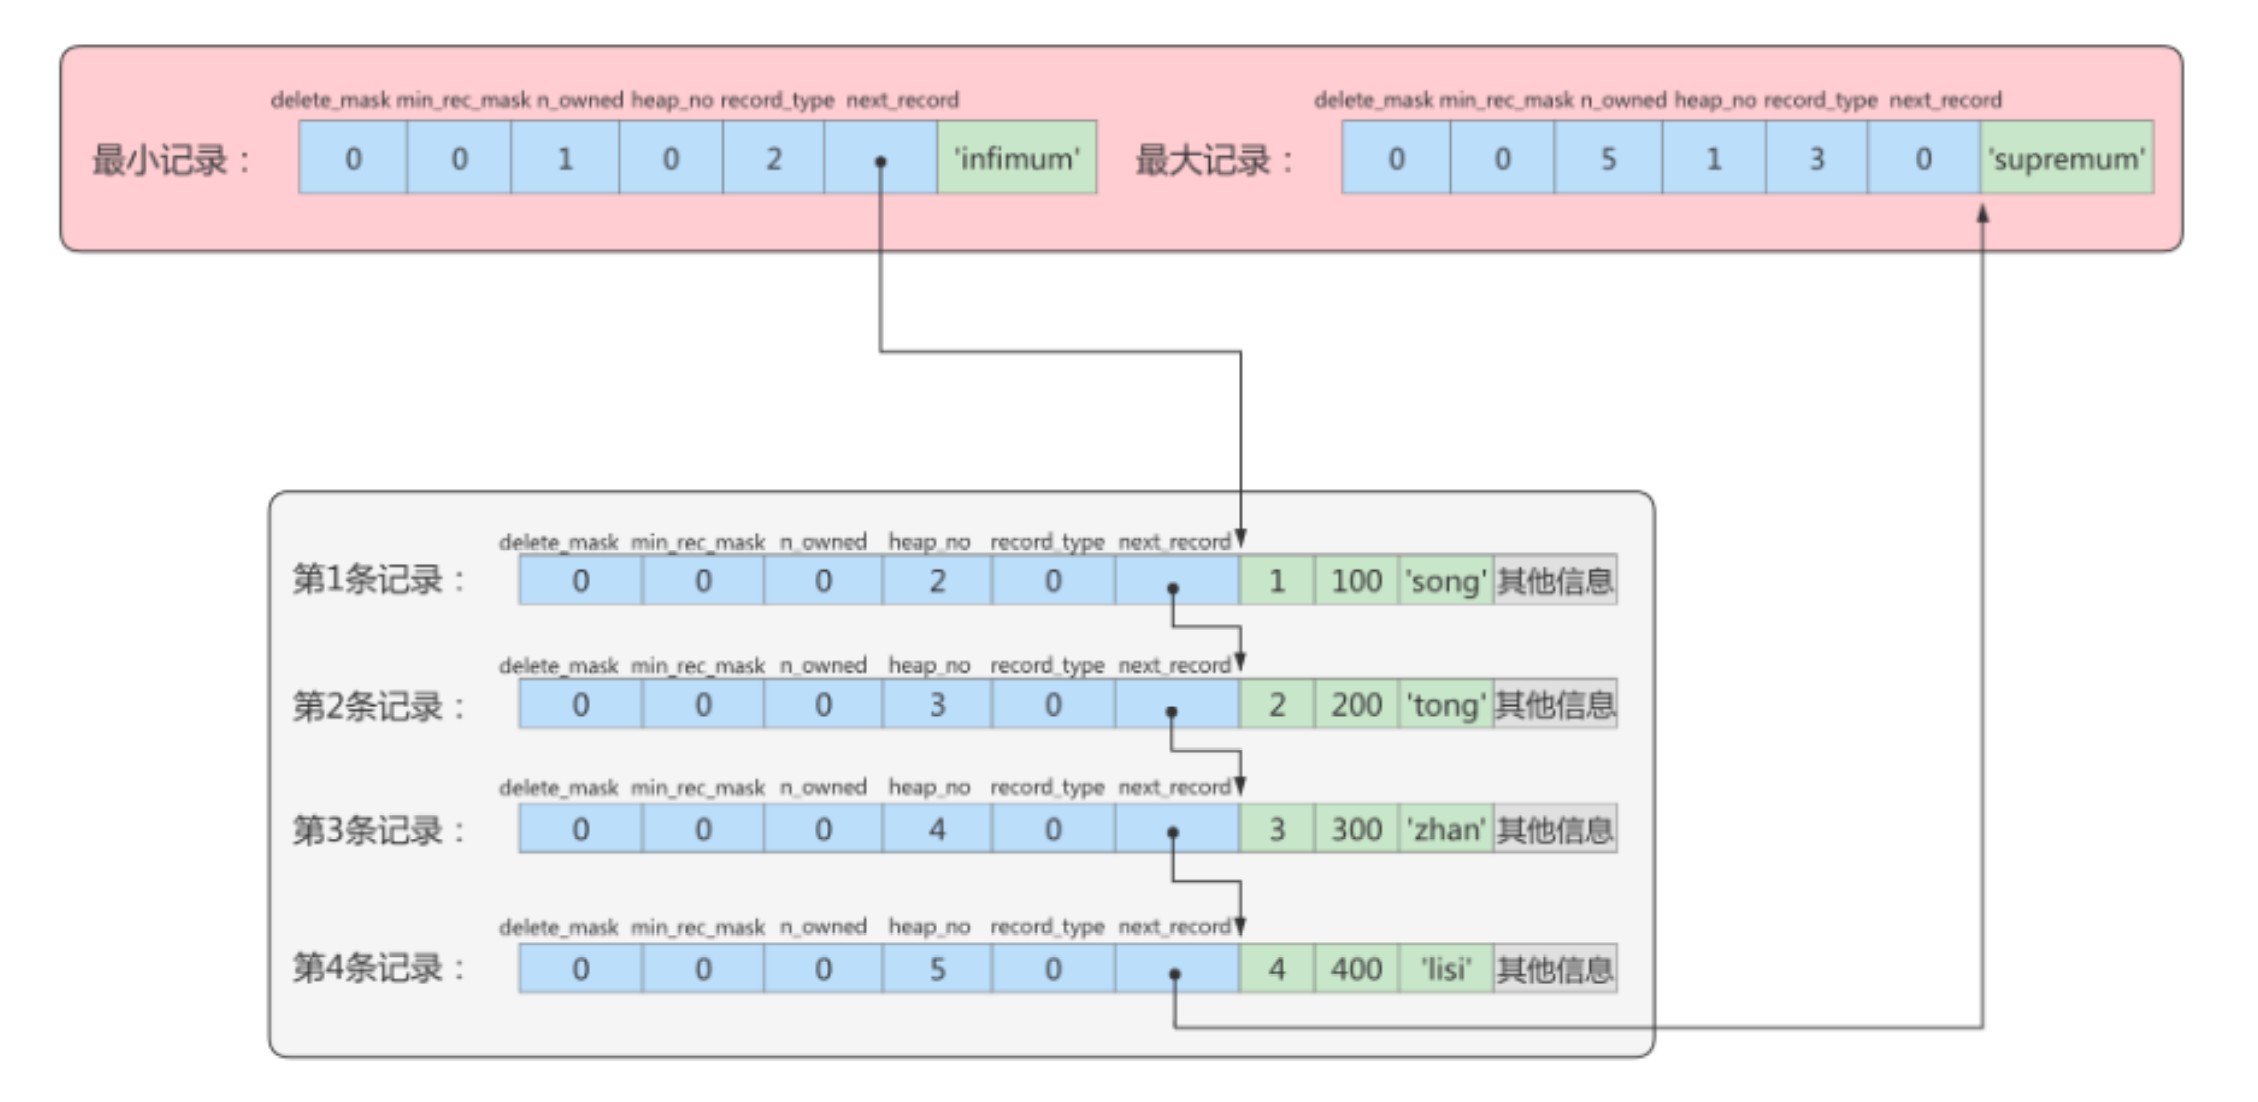 delete_mask min_rec_mask n_owned heap_no record_type next_record
最小记录： 0 0 1 0 2 'infimum'
delete_mask min_rec_mask n_owned heap_no record_type next_record
最大记录： 0 0 5 1 3 0 'supremum'
delete_mask min_rec_mask n_owned heap_no record_type next_record
第1条记录： 0 0 0 2 0 1 100 'song' 其他信息
delete_mask min_rec_mask n_owned heap_no record_type next_record
第2条记录： 0 0 0 3 0 2 200 'tong' 其他信息
delete_mask min_rec_mask n_owned heap_no record_type next_record
第3条记录： 0 0 0 4 0 3 300 'zhan' 其他信息
delete_mask min_rec_mask n_owned heap_no record_type next_record
第4条记录： 0 0 0 5 0 4 400 'lisi' 其他信息